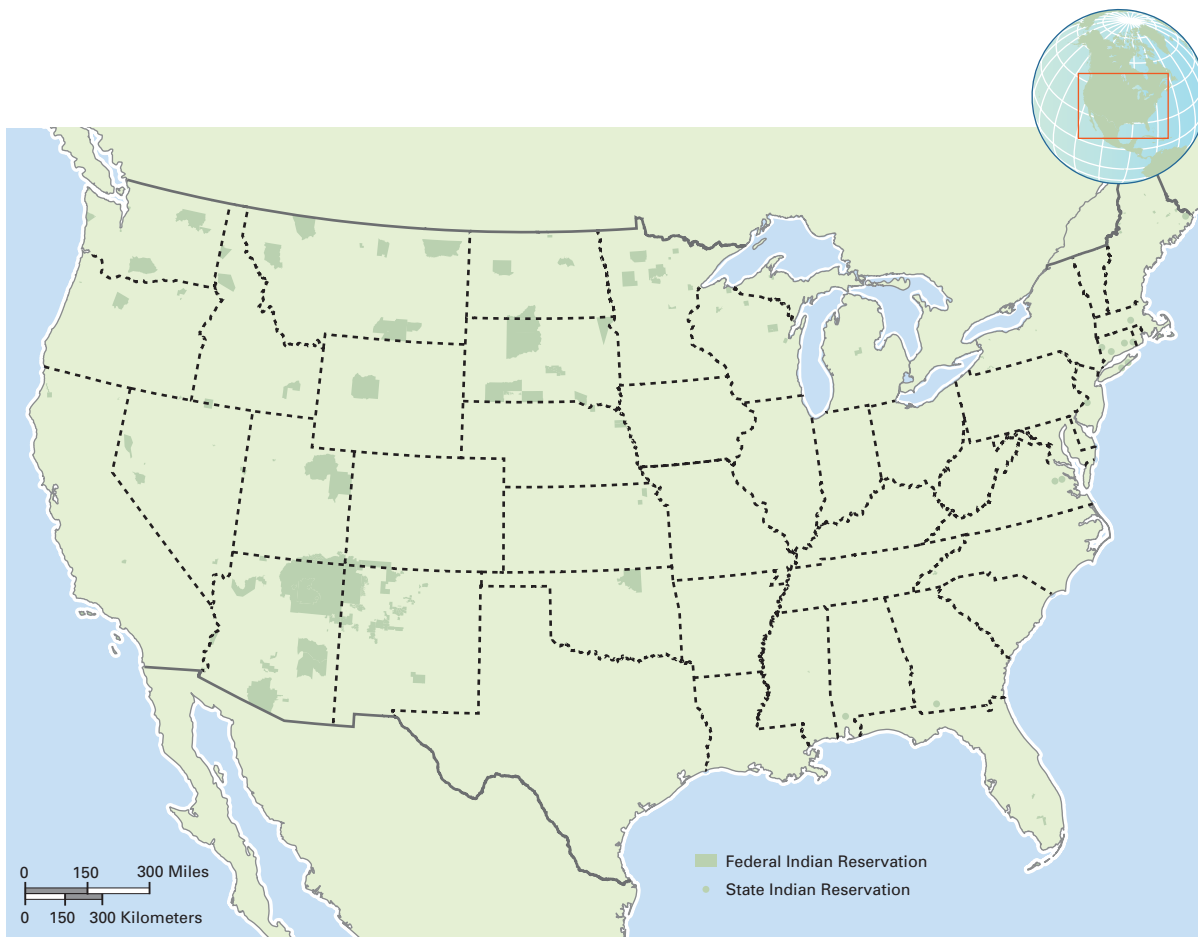 0 150 300 Miles
0 150 300 Kilometers
Federal Indian Reservation
State Indian Reservation